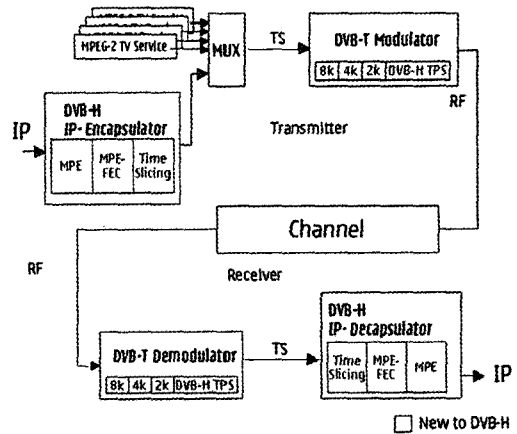 MPEG-2 TV Service
MUX
TS
DVB-T Modulator
8k 4k 2k DVB-H TPS
RF
DVB-H
IP- Encapsulator
IP
MPE
MPE-
FEC
Time
Slicing
Transmitter
Channel
RF
Receiver
DVB-T Demodulator
8k 4k 2k DVB-H TPS
TS
DVB-H
IP- Decapsulator
Time
Slicing
MPE-
FEC
MPE
IP
New to DVB-H